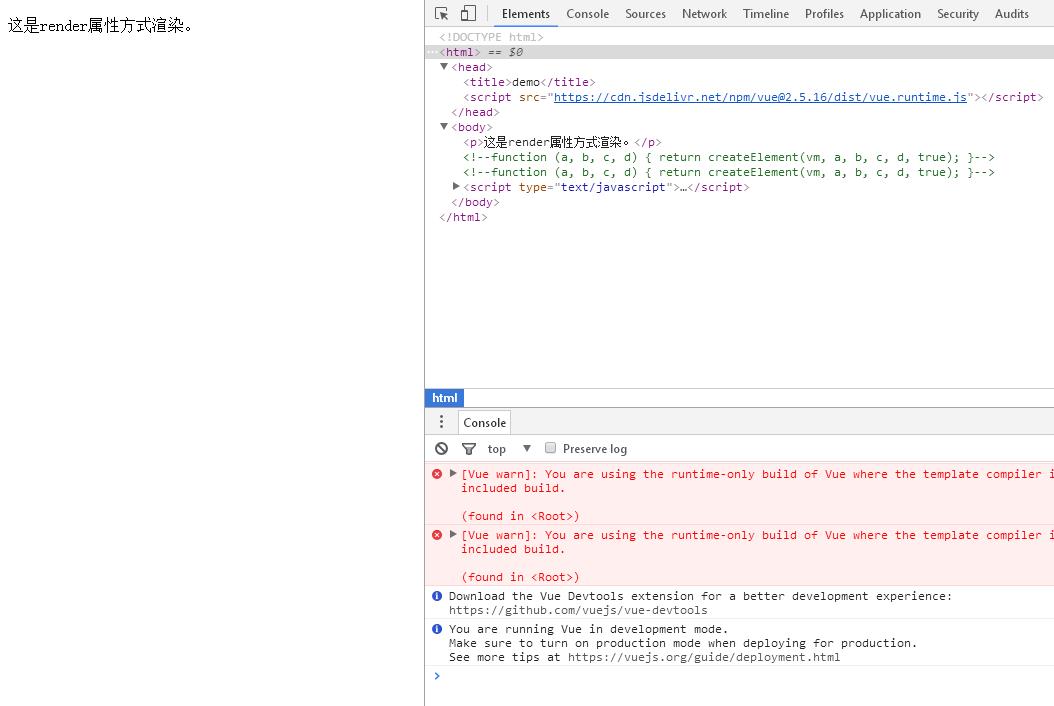 这是render属性方式渲染。
Elements Console Sources Network Timeline Profiles Application Security Audits
<!DOCTYPE html>
···<html> == $0
▼<head>
<title>demo</title>
<script src="https://cdn.jsdelivr.net/npm/vue@2.5.16/dist/vue.runtime.js"></script>
</head>
▼<body>
<p>这是render属性方式渲染。</p>
<!--function (a, b, c, d) { return createElement(vm, a, b, c, d, true); }-->
<!--function (a, b, c, d) { return createElement(vm, a, b, c, d, true); }-->
▶<script type="text/javascript">…</script>
</body>
</html>
html
Console
top ▼ Preserve log
▶[Vue warn]: You are using the runtime-only build of Vue where the template compiler i
included build.
(found in <Root>)
▶[Vue warn]: You are using the runtime-only build of Vue where the template compiler i
included build.
(found in <Root>)
Download the Vue Devtools extension for a better development experience:
https://github.com/vuejs/vue-devtools
You are running Vue in development mode.
Make sure to turn on production mode when deploying for production.
See more tips at https://vuejs.org/guide/deployment.html
>